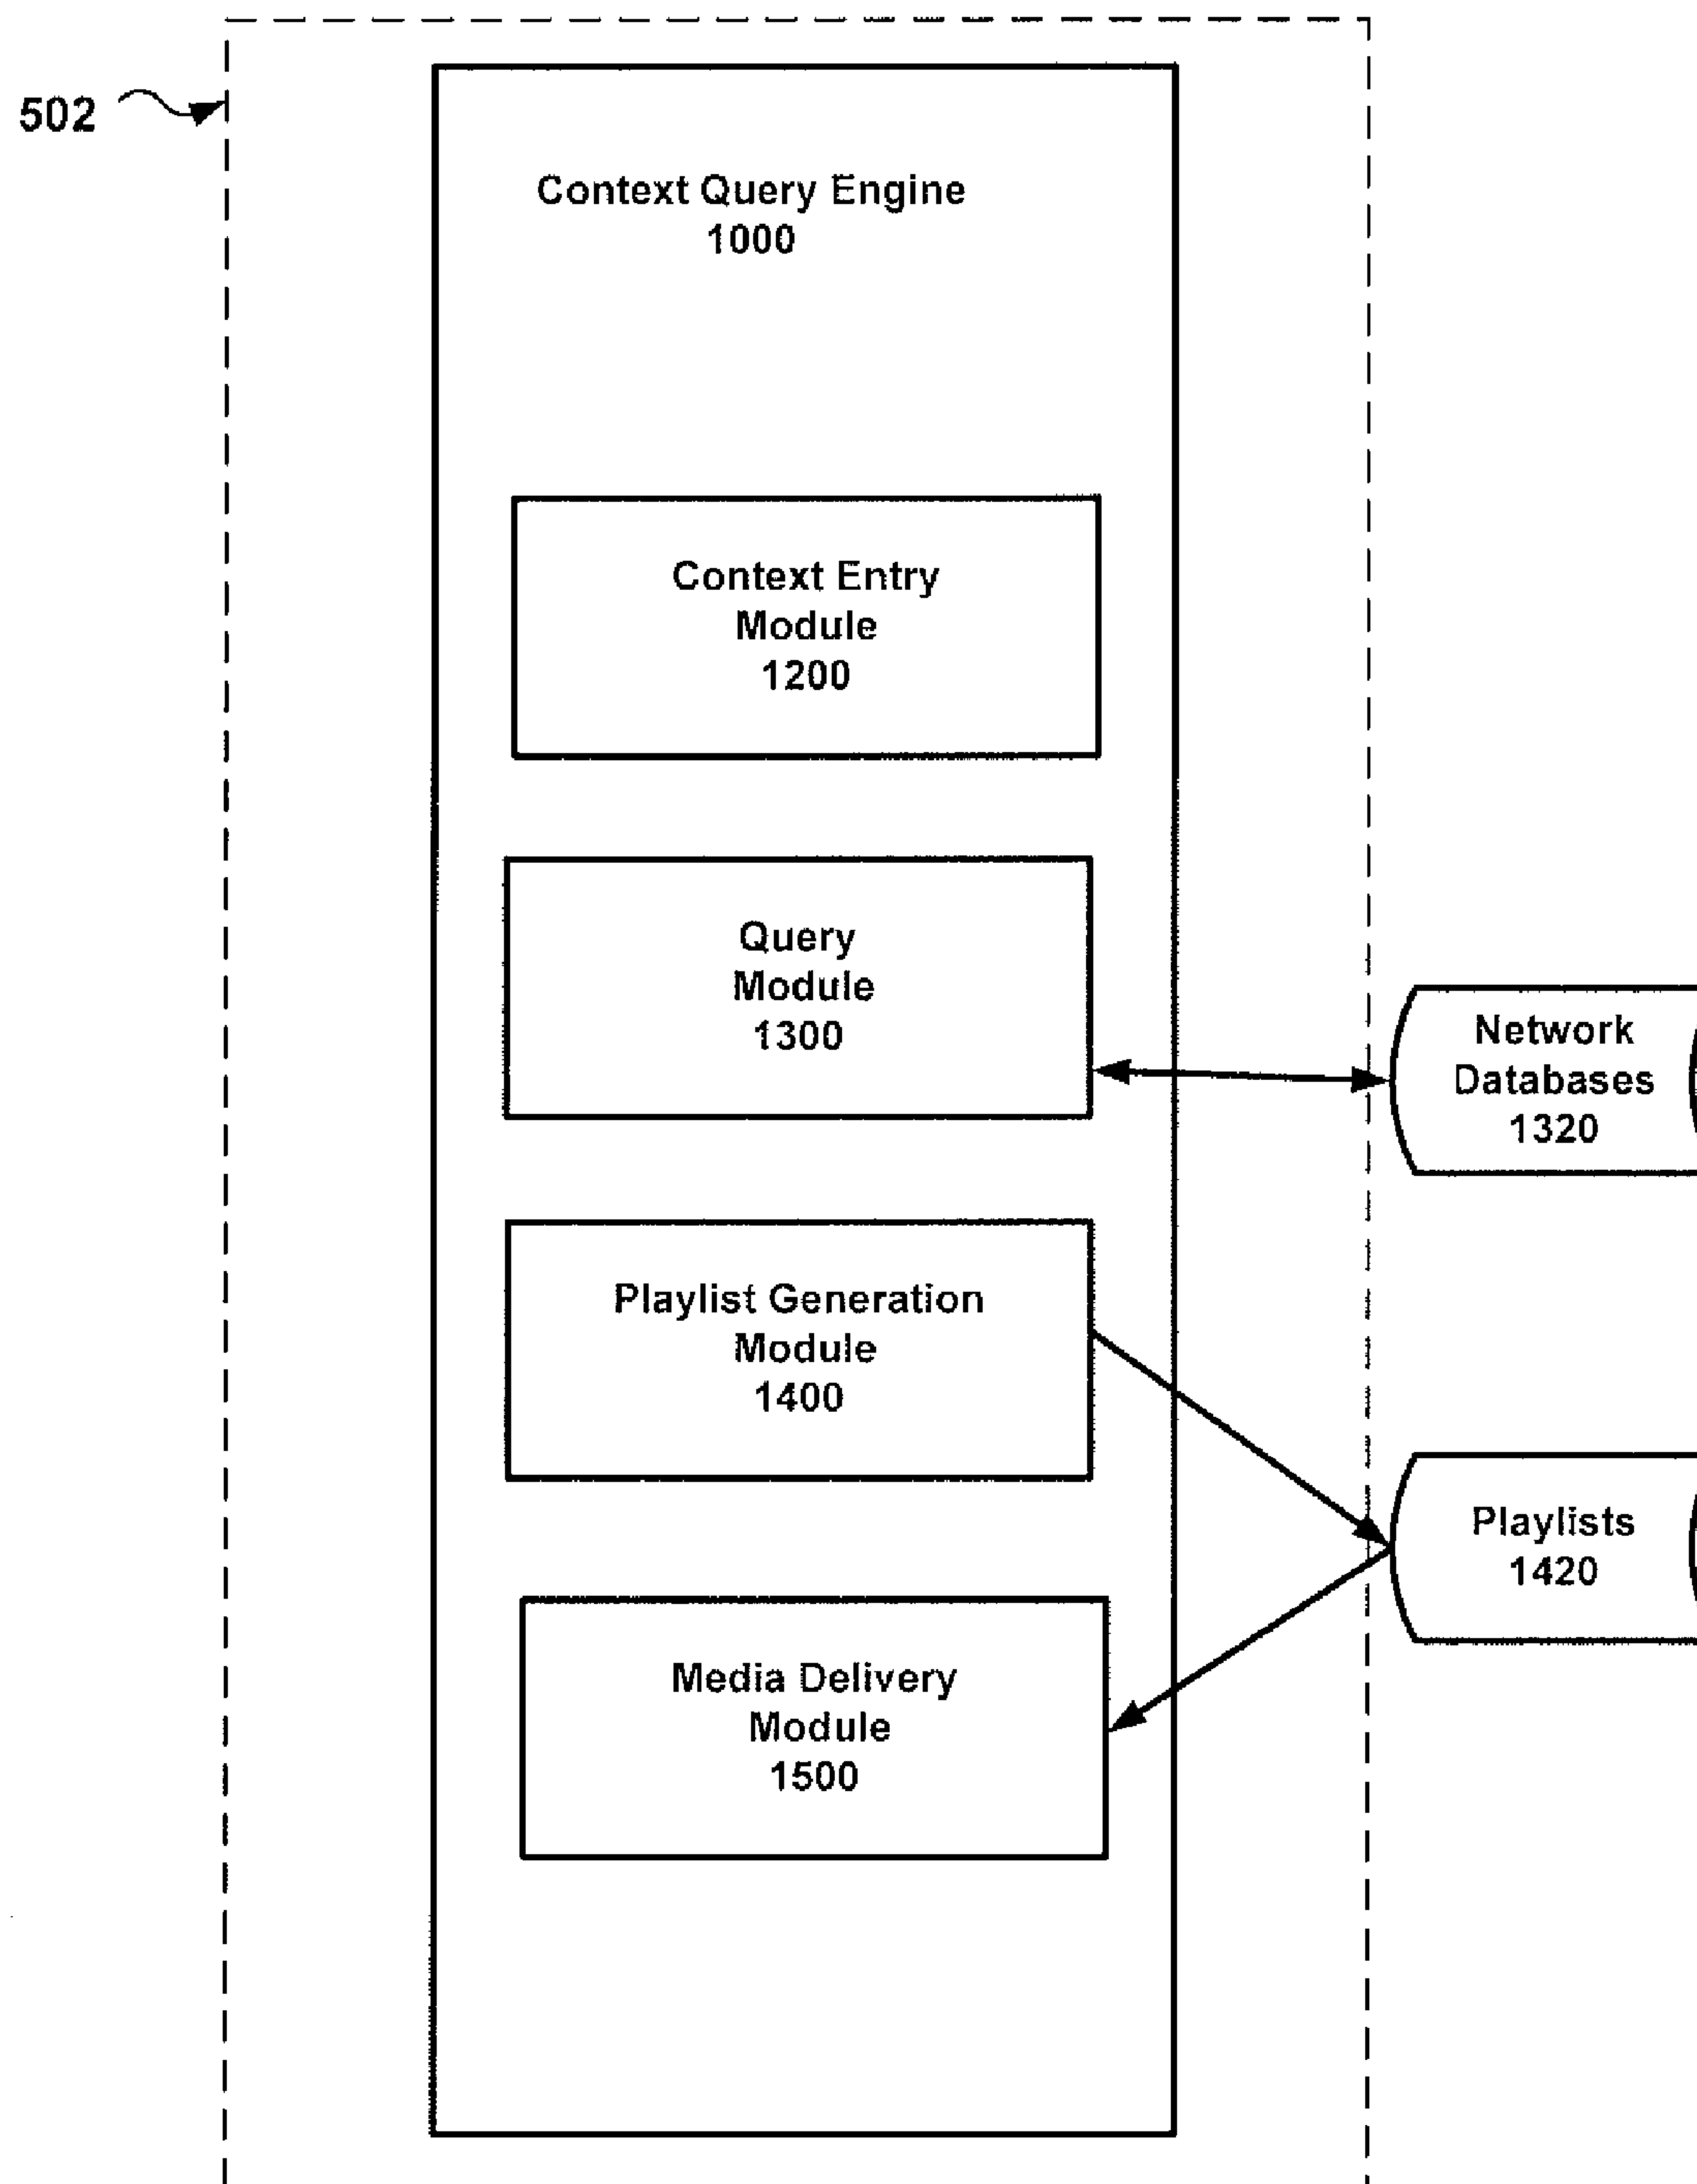 502
Context Query Engine
1000
Context Entry
Module
1200
Query
Module
1300
Network
Databases
1320
Playlist Generation
Module
1400
Playlists
1420
Media Delivery
Module
1500